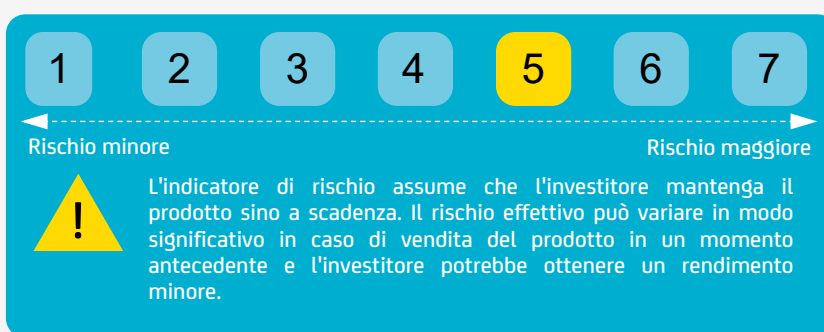 1 2 3 4 5 6 7
Rischio minore Rischio maggiore
!
L'indicatore di rischio assume che l'investitore mantenga il
prodotto sino a scadenza. Il rischio effettivo può variare in modo
significativo in caso di vendita del prodotto in un momento
antecedente e l'investitore potrebbe ottenere un rendimento
minore.